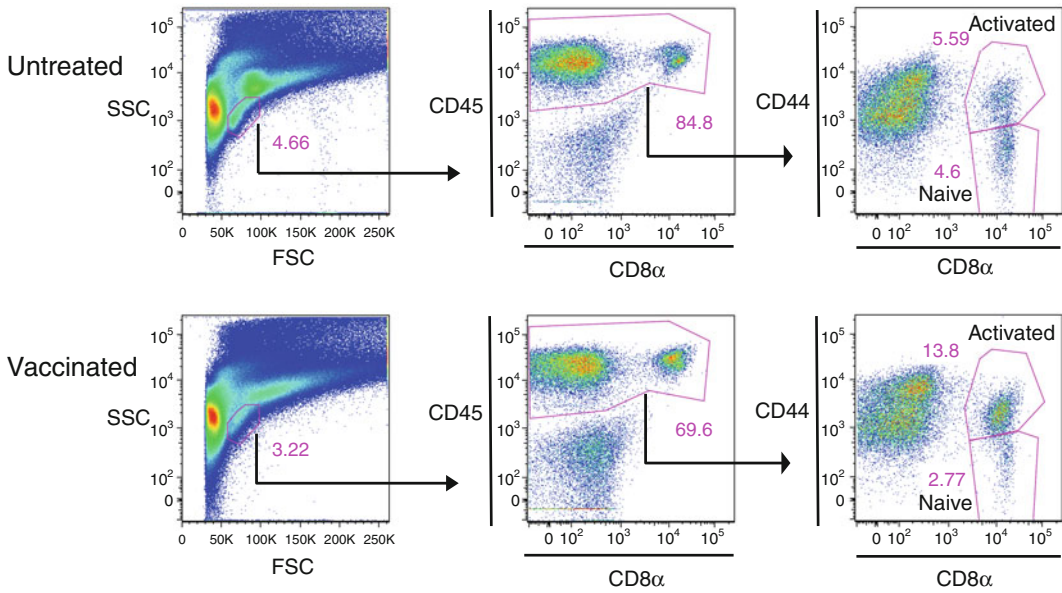 Untreated
SSC
10^5
10^4
10^3
10^2
0
4.66
0 50K 100K 150K 200K 250K
FSC
CD45
10^5
10^4
10^3
10^2
0
84.8
0 10^2 10^3 10^4 10^5
CD8α
CD44
10^5
10^4
10^3
10^2
0
Activated
5.59
4.6
Naive
0 10^2 10^3 10^4 10^5
CD8α
Vaccinated
SSC
10^5
10^4
10^3
10^2
0
3.22
0 50K 100K 150K 200K 250K
FSC
CD45
10^5
10^4
10^3
10^2
0
69.6
0 10^2 10^3 10^4 10^5
CD8α
CD44
10^5
10^4
10^3
10^2
0
Activated
13.8
2.77
Naive
0 10^2 10^3 10^4 10^5
CD8α